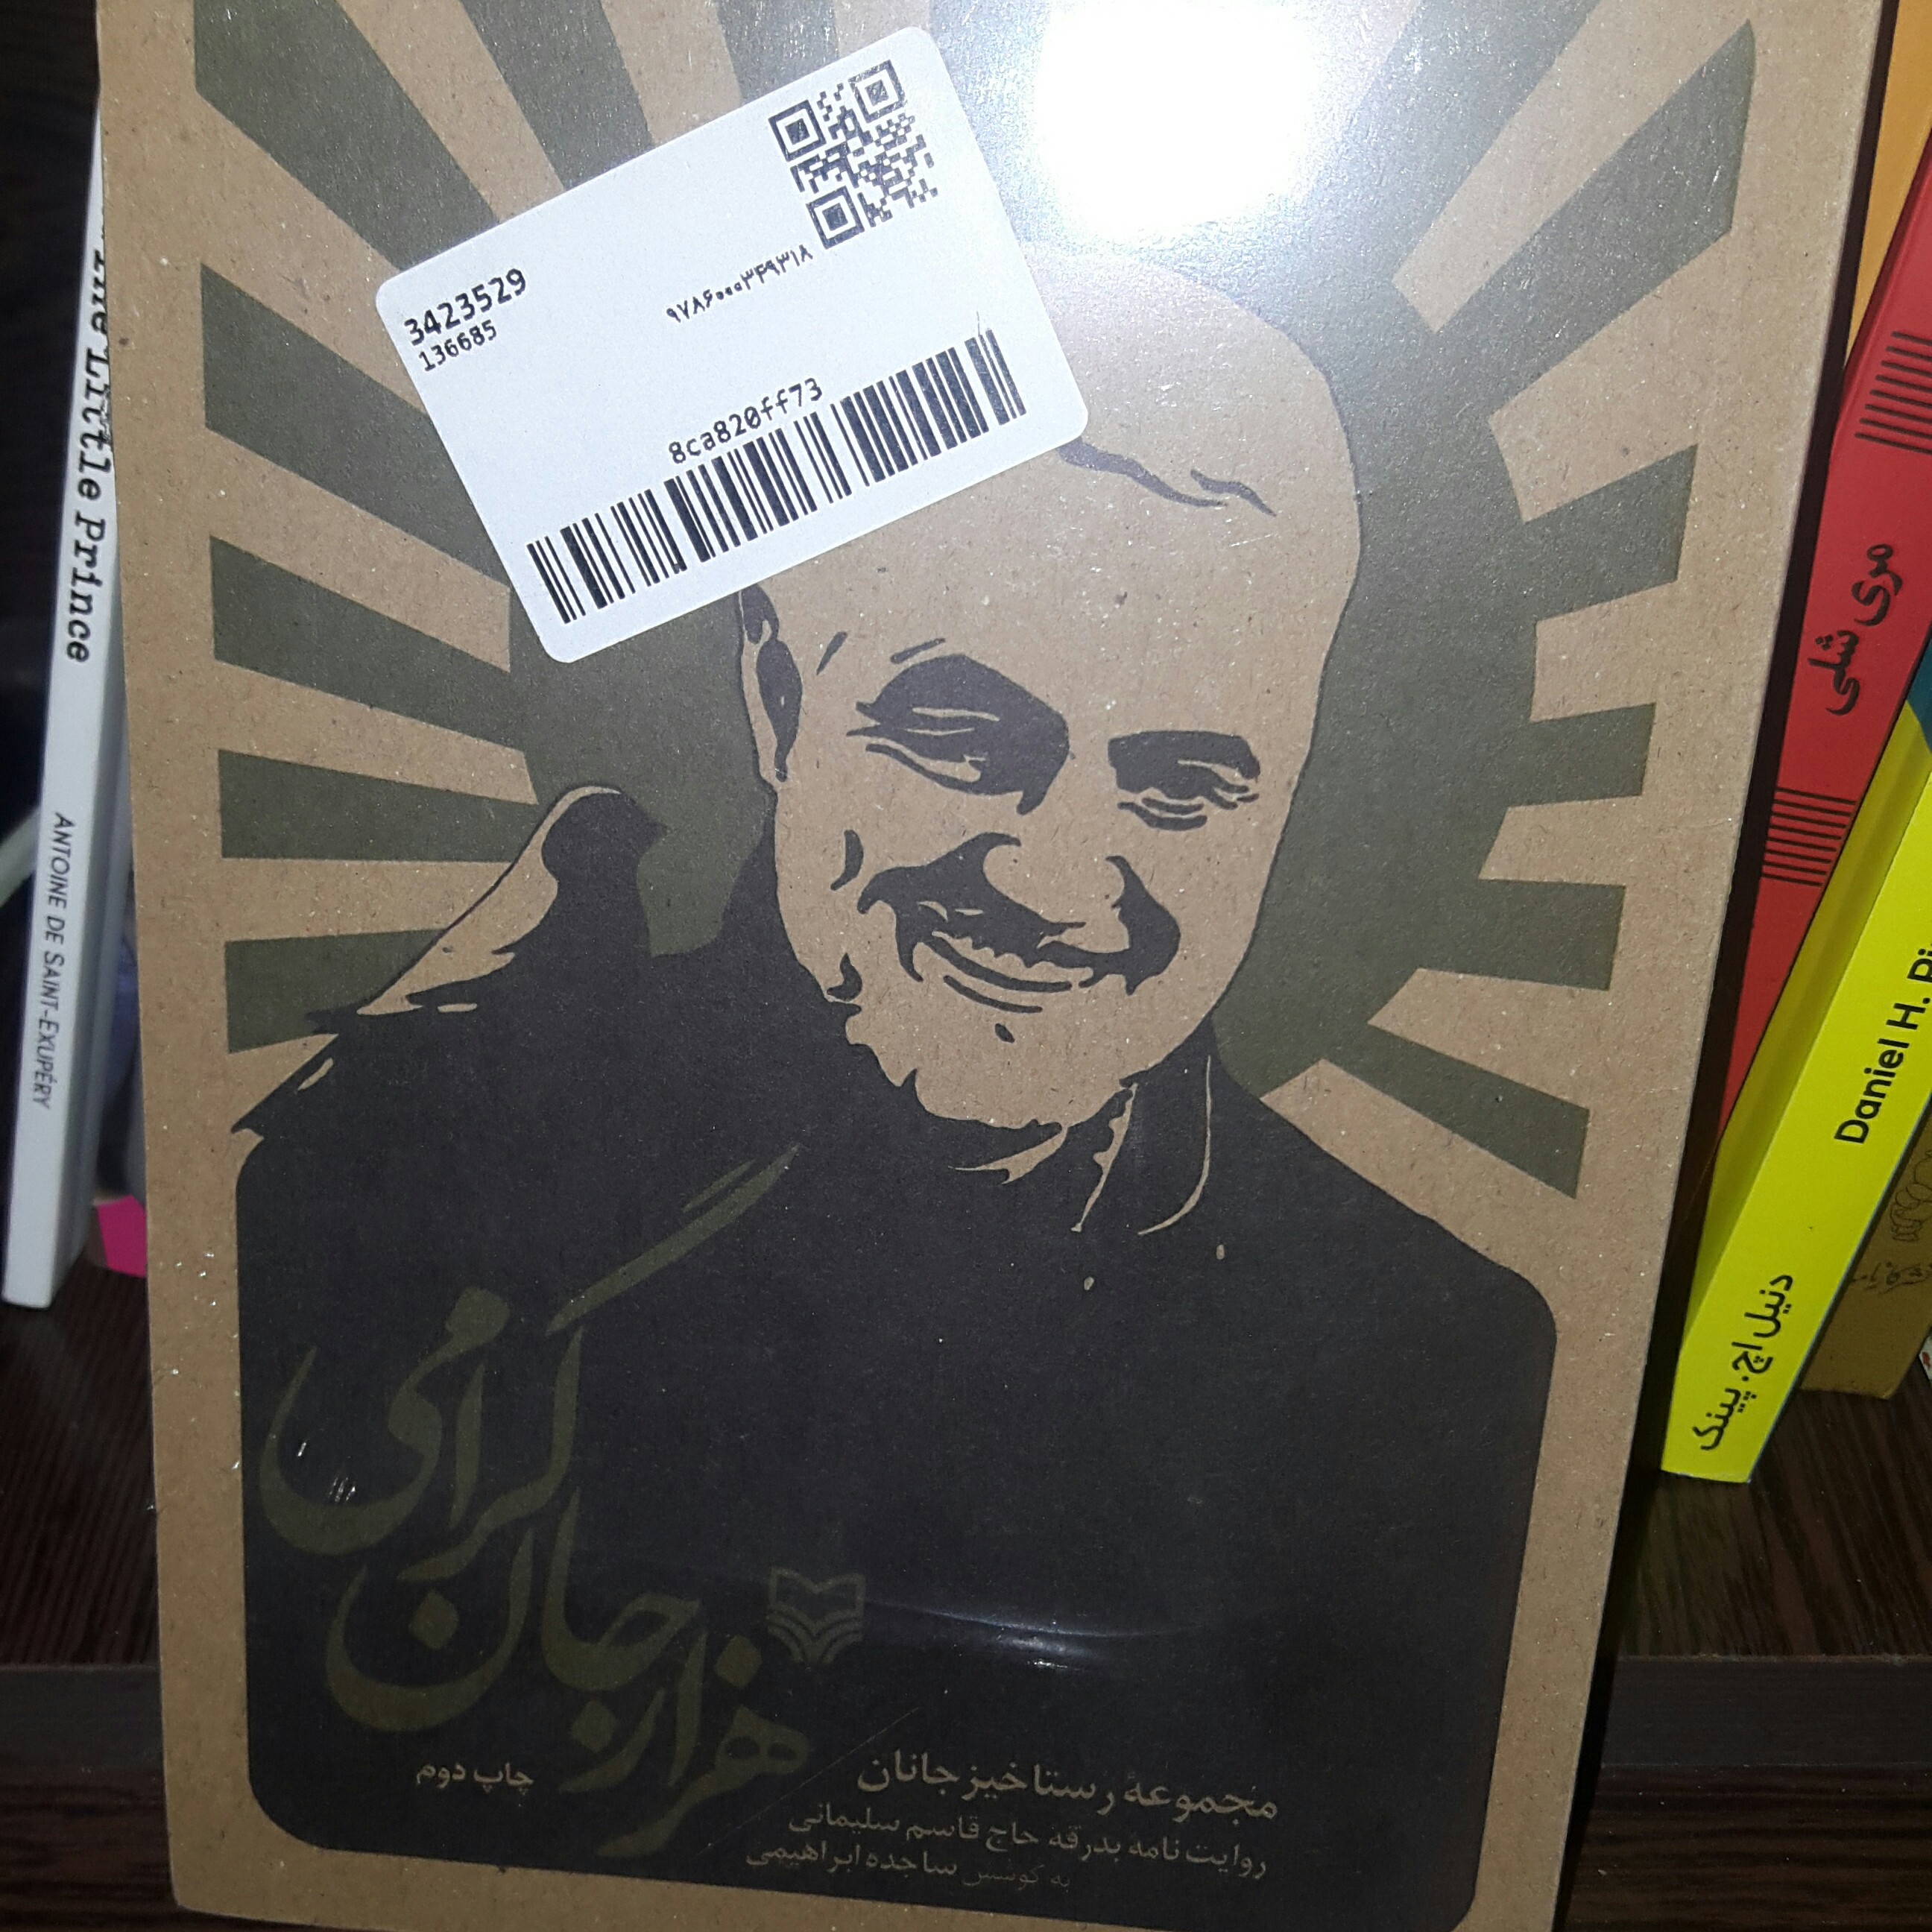 3423529
136685
۹۷۸۶۰۰۰۳۴۹۳۱۸
8ca820ff73
هزار جان گرامی
چاپ دوم
مجموعه رستاخیز جانان
روایت نامه بدرقه حاج قاسم سلیمانی
به کوشش ساجده ابراهیمی
The Little Prince
ANTOINE DE SAINT-EXUPÉRY
مری شلی
Daniel H.
دنیل اچ. پینک